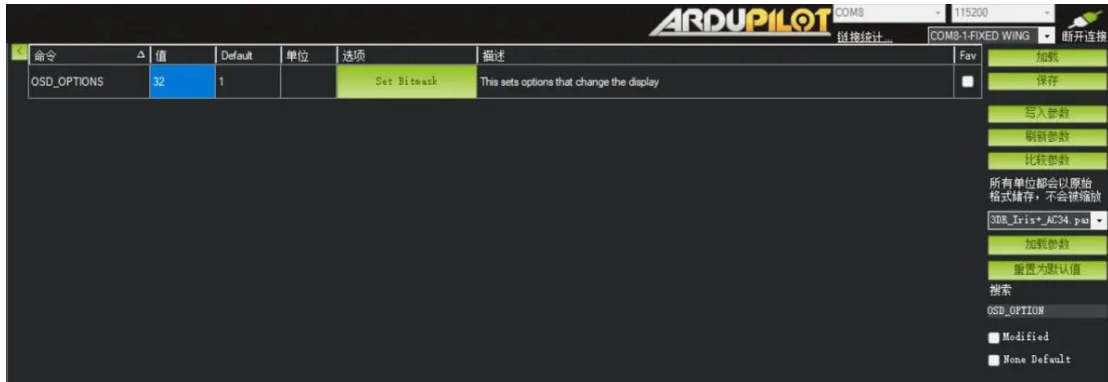 ARDUPILOT
COM8
115200
链接统计...
COM8-1-FIXED WING
断开连接
命令 值 Default 单位 选项 描述 Fav
OSD_OPTIONS 32 1 Set Bitmask This sets options that change the display
加载
保存
写入参数
刷新参数
比较参数
所有单位都会以原始
格式储存，不会被缩放
3DR_Iris+_AC34.par
加载参数
重置为默认值
搜索
OSD_OPTION
Modified
None Default